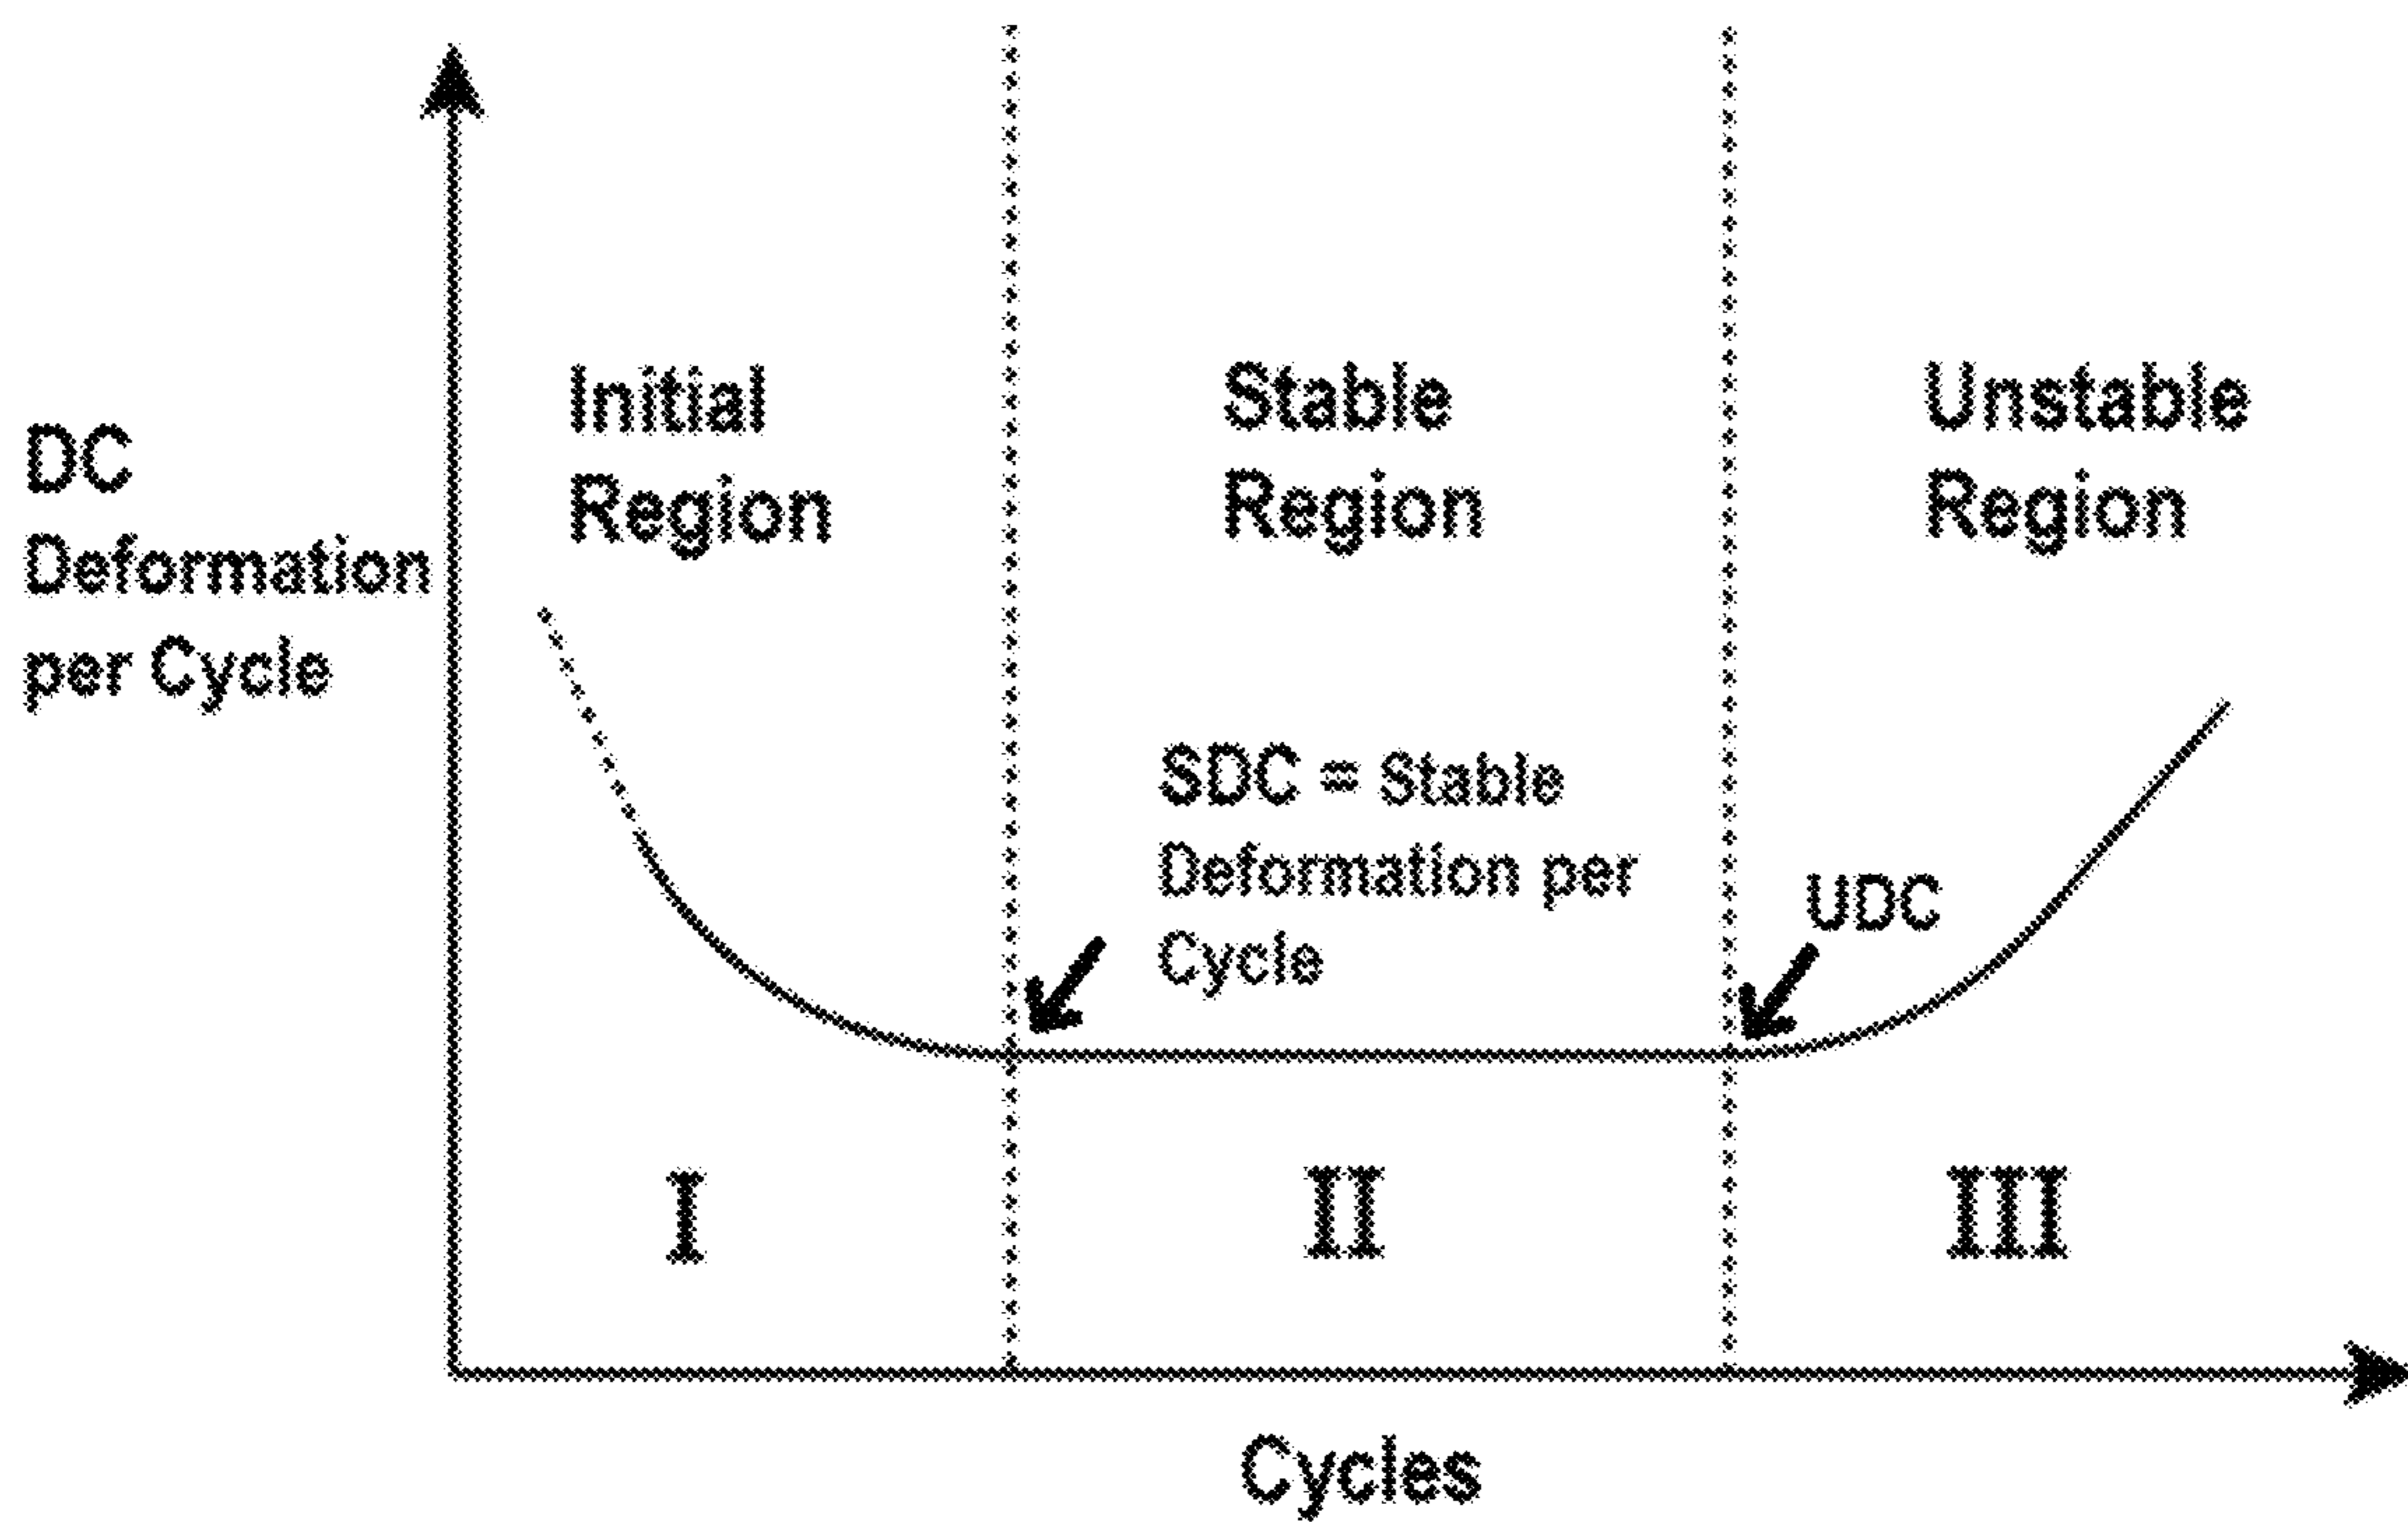 DC
Deformation
per Cycle
Initial
Region
Stable
Region
Unstable
Region
SDC = Stable
Deformation per
Cycle
UDC
I
II
III
Cycles